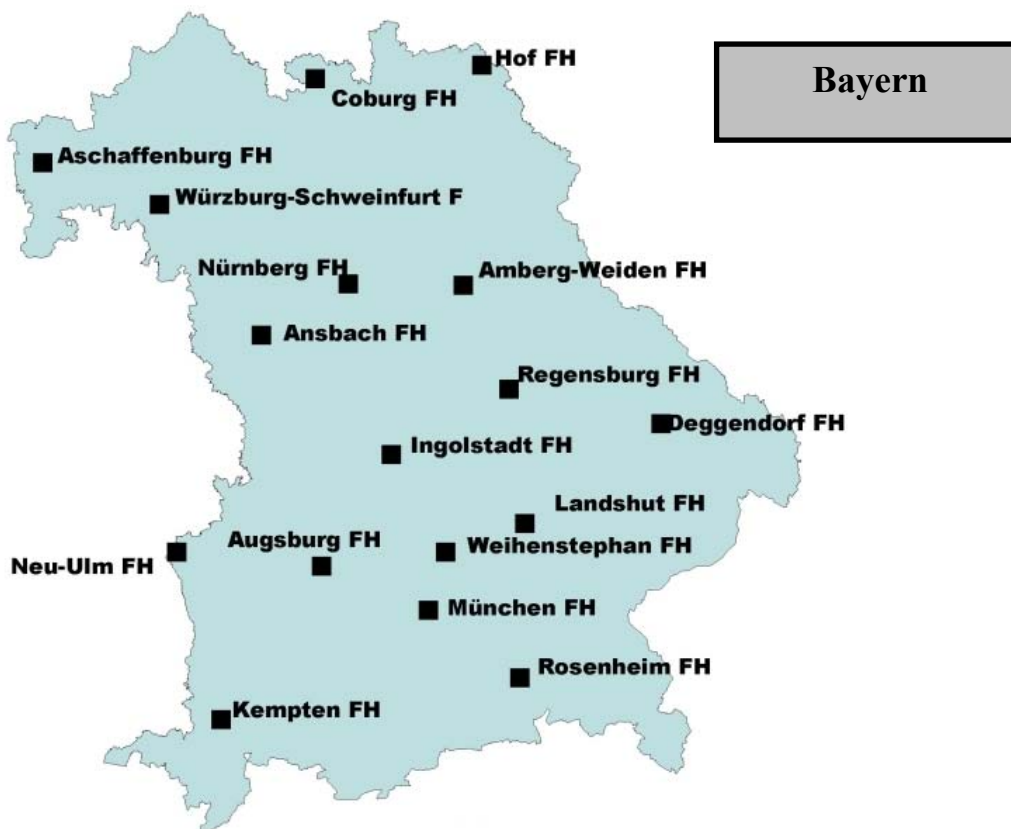 Hof FH
Bayern
Coburg FH
Aschaffenburg FH
Würzburg-Schweinfurt F
Nürnberg FH
Amberg-Weiden FH
Ansbach FH
Regensburg FH
Deggendorf FH
Ingolstadt FH
Landshut FH
Augsburg FH
Weihenstephan FH
Neu-Ulm FH
München FH
Rosenheim FH
Kempten FH